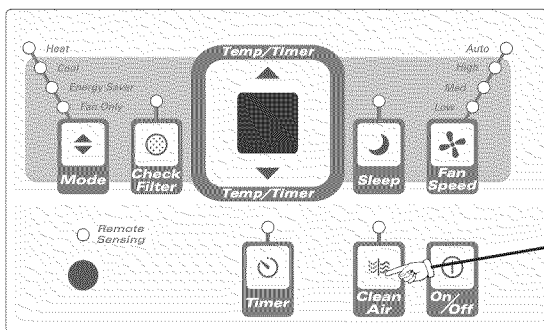 Temp/Timer
Heat
Cool
Energy Saver
Fan Only
Auto
High
Med
Low
Mode
Check
Filter
Temp/Timer
Sleep
Fan
Speed
Remote
Sensing
Timer
Clean
Air
On/Off